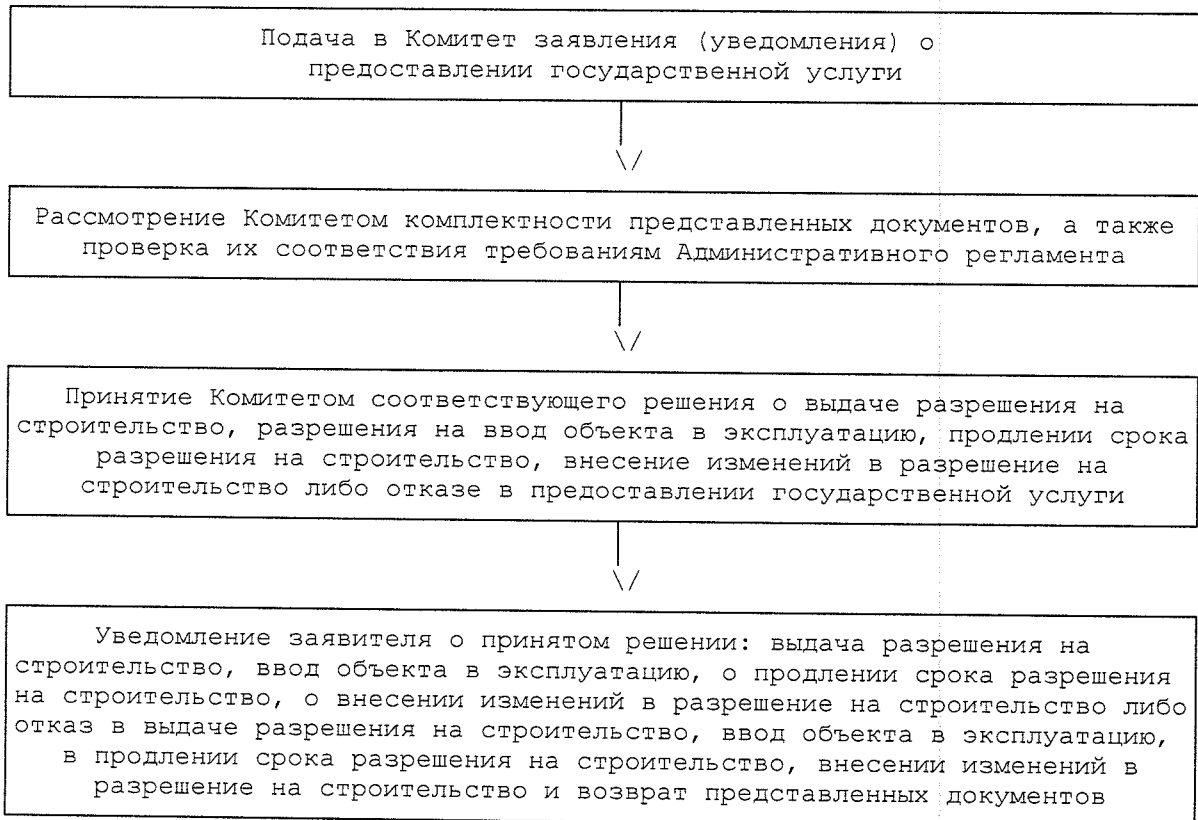 Подача в Комитет заявления (уведомления) о
предоставлении государственной услуги
Рассмотрение Комитетом комплектности представленных документов, а также
проверка их соответствия требованиям Административного регламента
Принятие Комитетом соответствующего решения о выдаче разрешения на
строительство, разрешения на ввод объекта в эксплуатацию, продлении срока
разрешения на строительство, внесение изменений в разрешение на
строительство либо отказе в предоставлении государственной услуги
Уведомление заявителя о принятом решении: выдача разрешения на
строительство, ввод объекта в эксплуатацию, о продлении срока разрешения
на строительство, о внесении изменений в разрешение на строительство либо
отказ в выдаче разрешения на строительство, ввод объекта в эксплуатацию,
в продлении срока разрешения на строительство, внесении изменений в
разрешение на строительство и возврат представленных документов